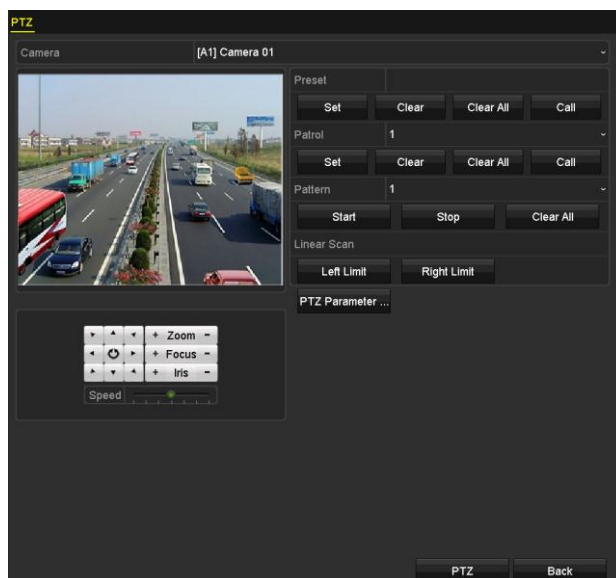 PTZ
Camera [A1] Camera 01
Preset
Set Clear Clear All Call
Patrol 1
Set Clear Clear All Call
Pattern 1
Start Stop Clear All
Linear Scan
Left Limit Right Limit
PTZ Parameter ...
+ Zoom -
+ Focus -
+ Iris -
Speed
PTZ Back